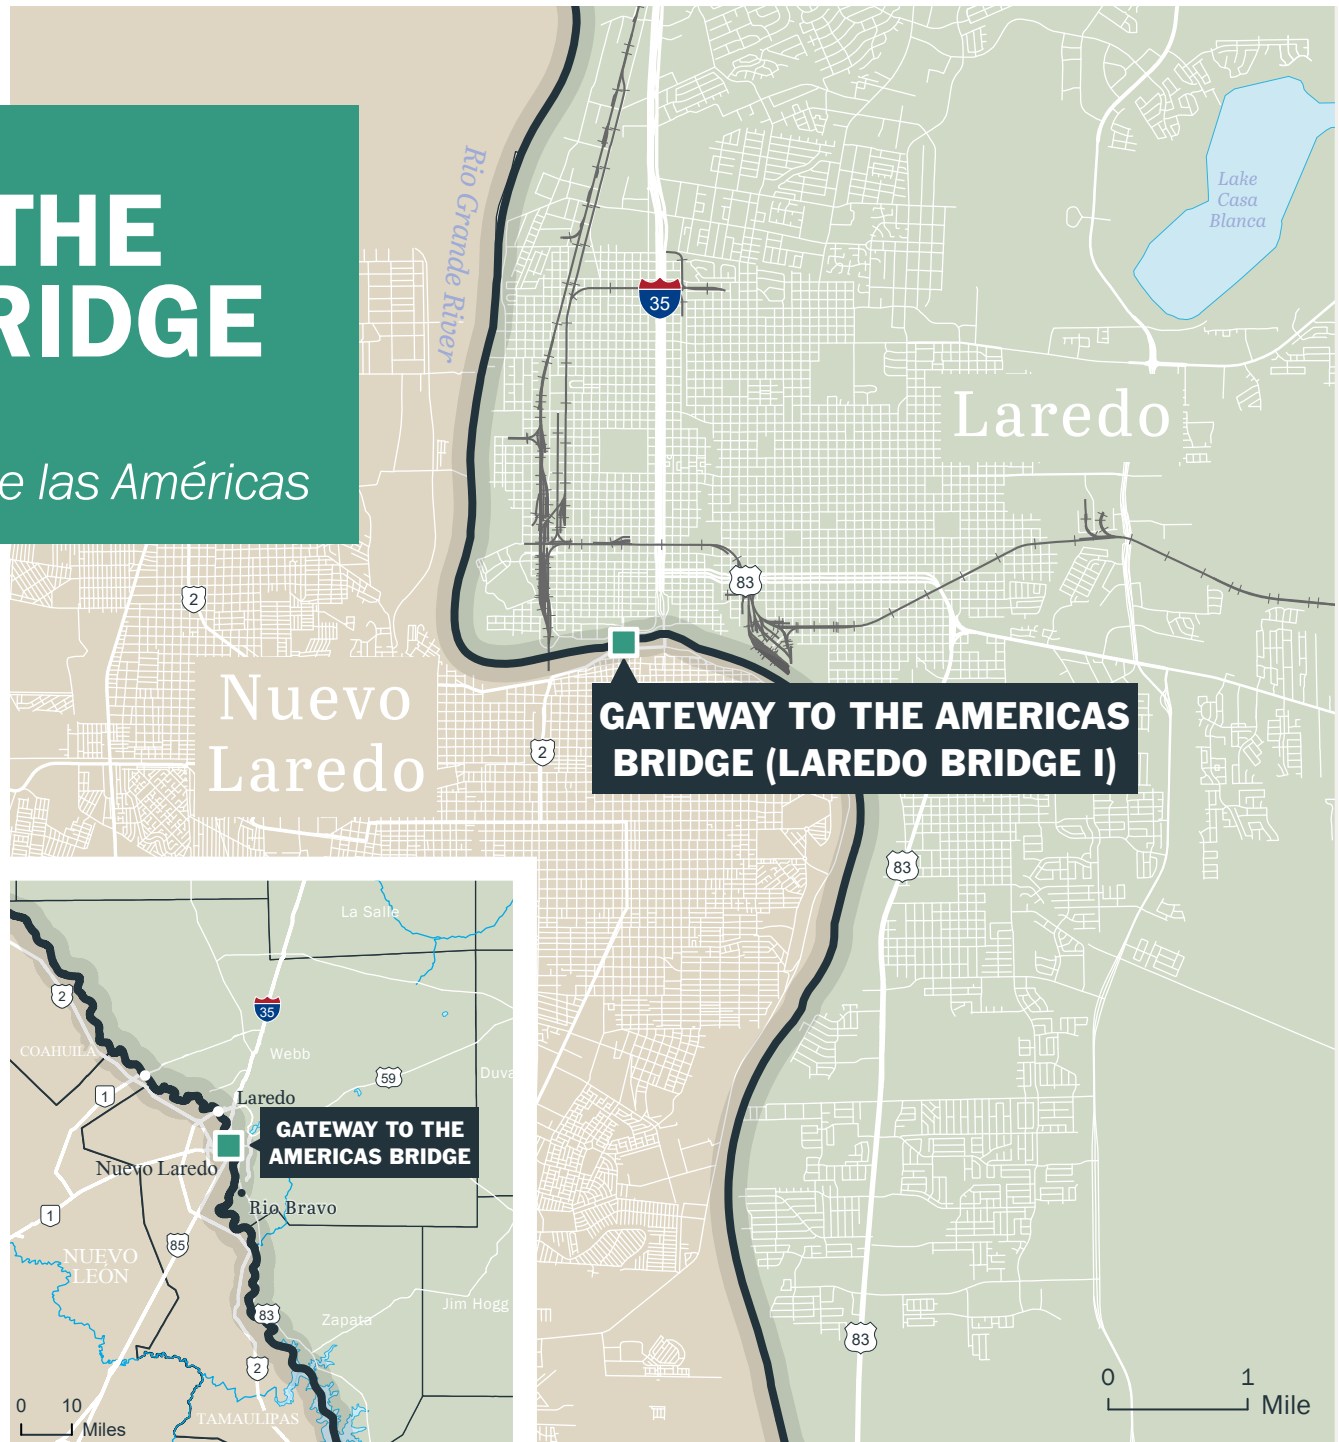 THE
RIDGE
e las Américas
Rio Grande River
Lake
Casa
Blanca
35
Laredo
83
2
Nuevo
Laredo
2
GATEWAY TO THE AMERICAS
BRIDGE (LAREDO BRIDGE I)
83
83
0 1
Mile
La Salle
2
35
COAHUILA
Webb
59
Duva
1
Laredo
GATEWAY TO THE
AMERICAS BRIDGE
Nuevo Laredo
Rio Bravo
1
85
NUEVO
LEÓN
83
Zapata
Jim Hogg
2
0 10
Miles
TAMAULIPAS